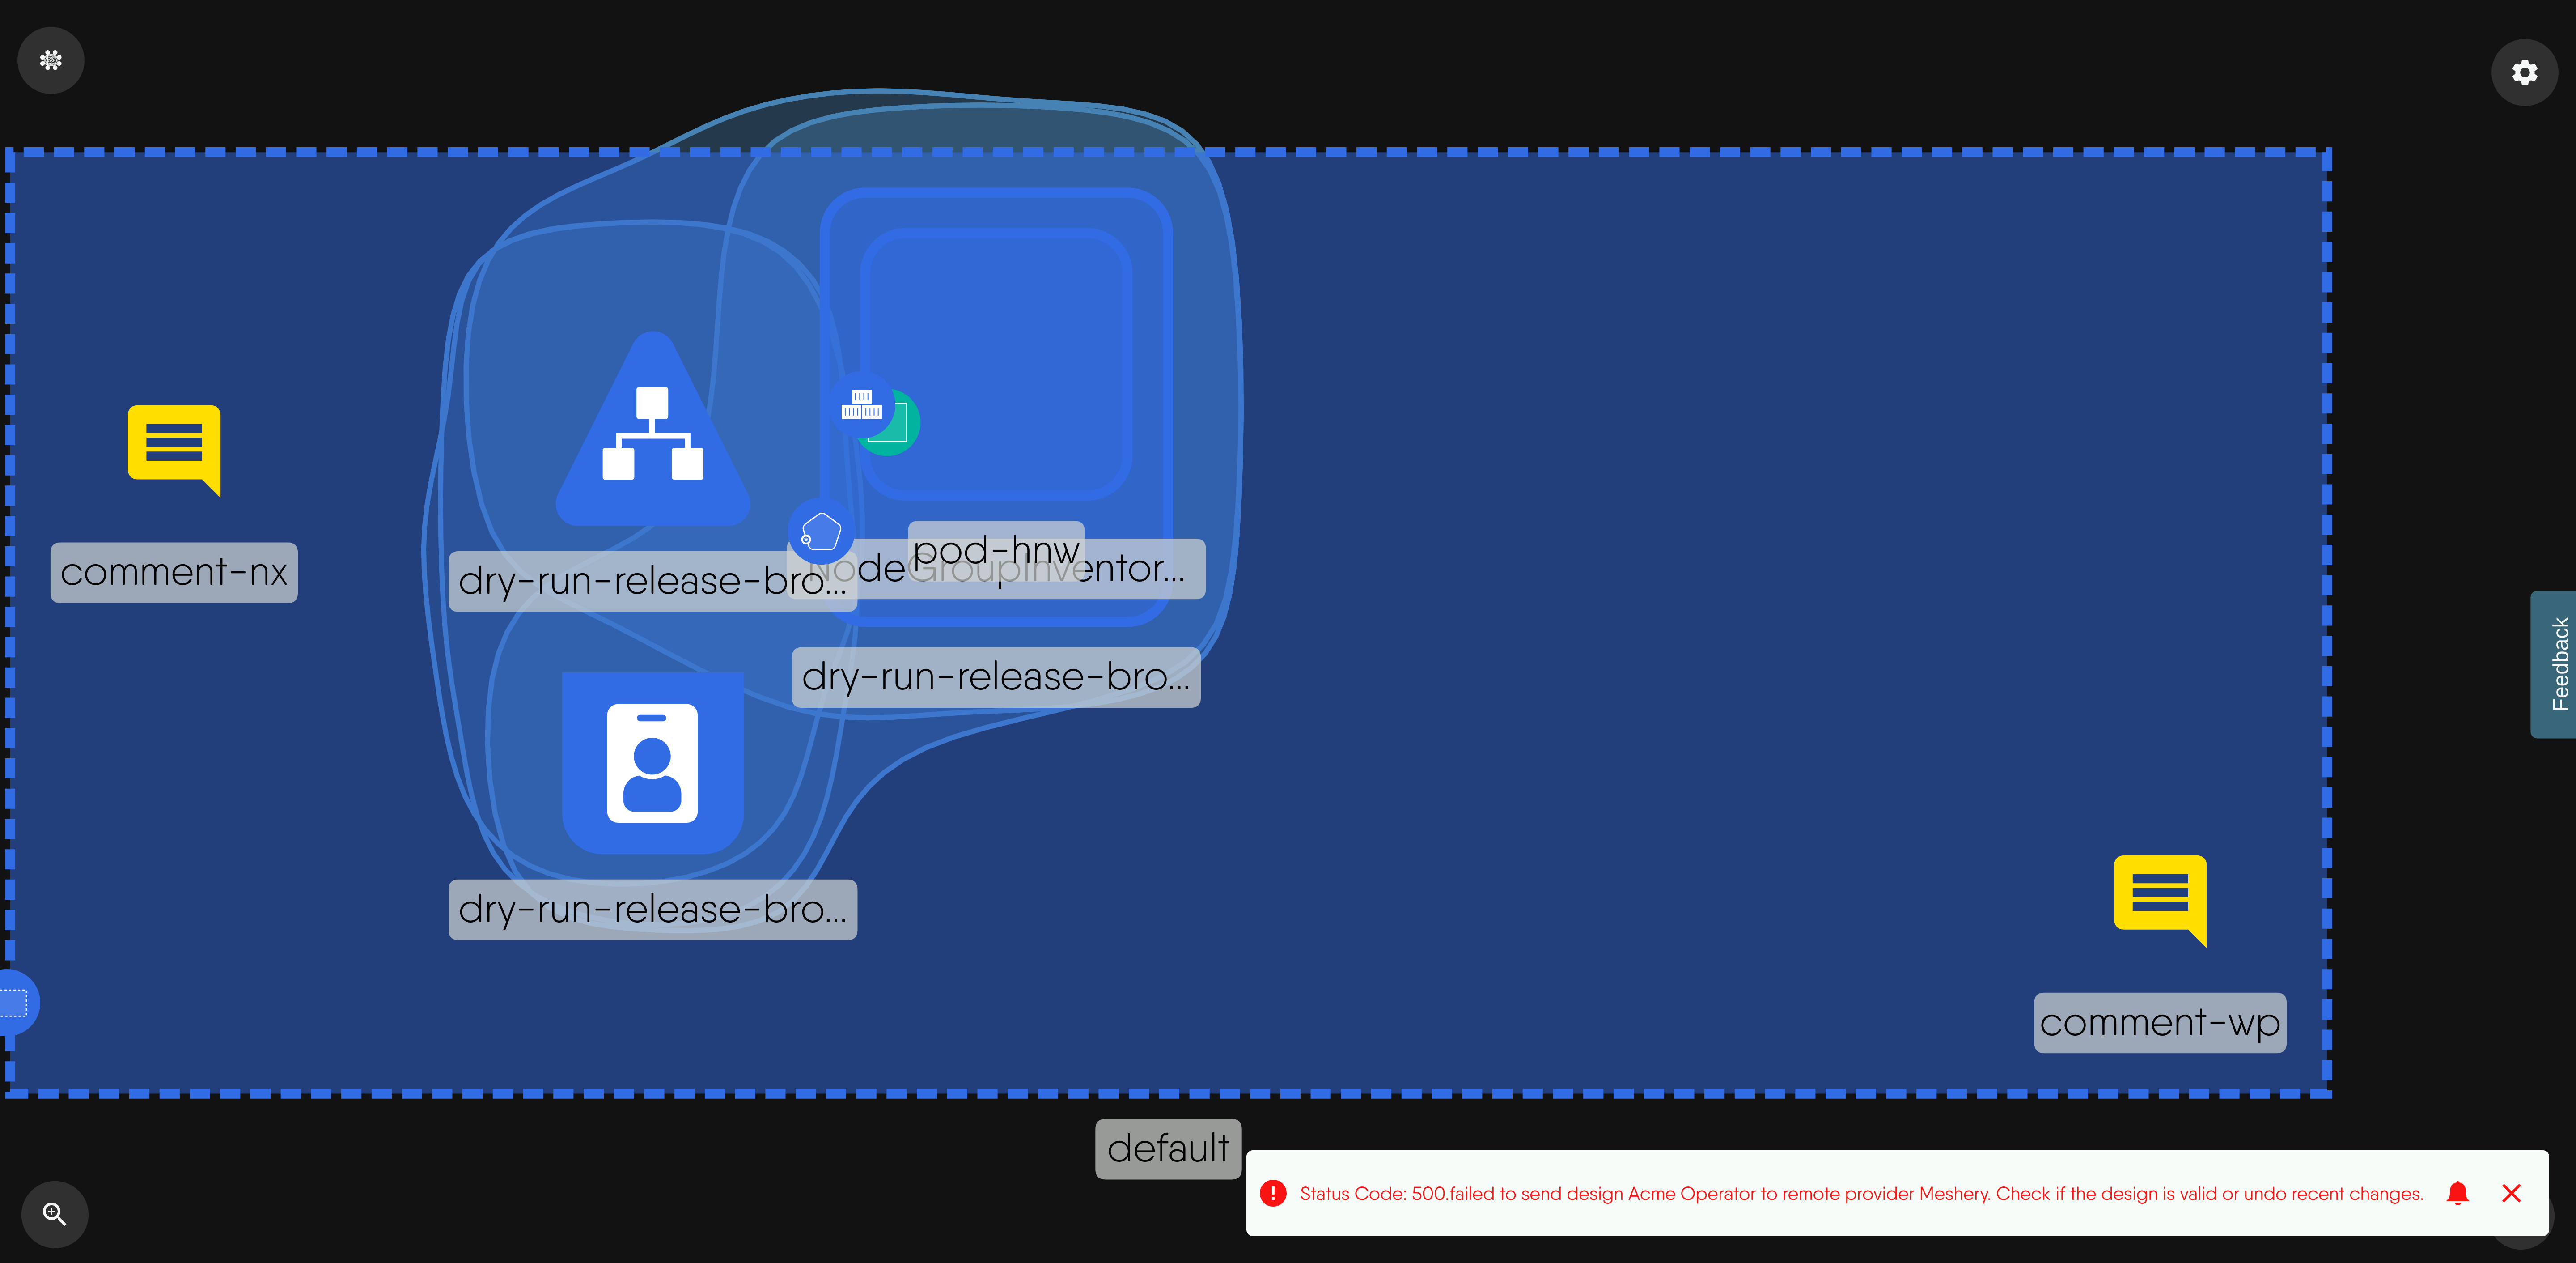 comment-nx
pod-hnw
NodeGroupInventor...
dry-run-release-bro...
dry-run-release-bro...
dry-run-release-bro...
comment-wp
default
Feedback
Status Code: 500.failed to send design Acme Operator to remote provider Meshery. Check if the design is valid or undo recent changes.